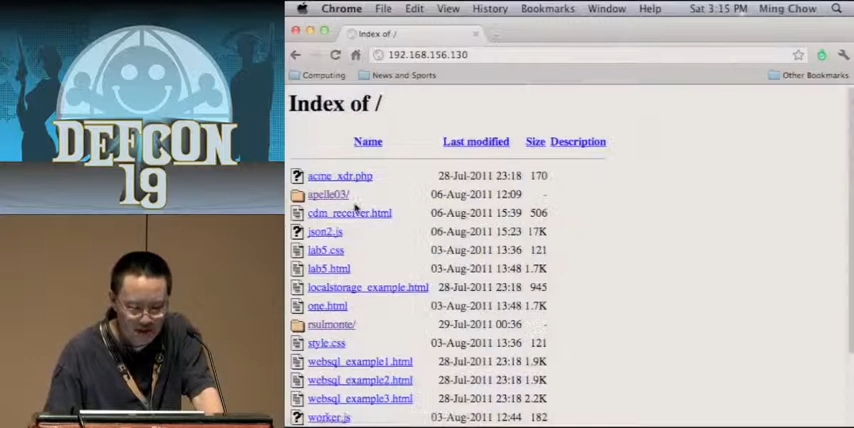 DEFCON
19
Chrome File Edit View History Bookmarks Window Help Sat 3:15 PM Ming Chow
Index of /
192.168.156.130
Computing News and Sports Other Bookmarks
Index of /
Name Last modified Size Description
acme_xdr.php 28-Jul-2011 23:18 170
apelle03/ 06-Aug-2011 12:09 -
cdm_receiver.html 06-Aug-2011 15:39 506
json2.js 06-Aug-2011 15:23 17K
lab5.css 03-Aug-2011 13:36 121
lab5.html 03-Aug-2011 13:48 1.7K
localstorage_example.html 28-Jul-2011 23:18 945
one.html 03-Aug-2011 13:48 1.7K
rsulmonte/ 29-Jul-2011 00:36 -
style.css 03-Aug-2011 13:36 121
websql_example1.html 28-Jul-2011 23:18 1.9K
websql_example2.html 28-Jul-2011 23:18 1.9K
websql_example3.html 28-Jul-2011 23:18 2.2K
worker.js 03-Aug-2011 12:44 182